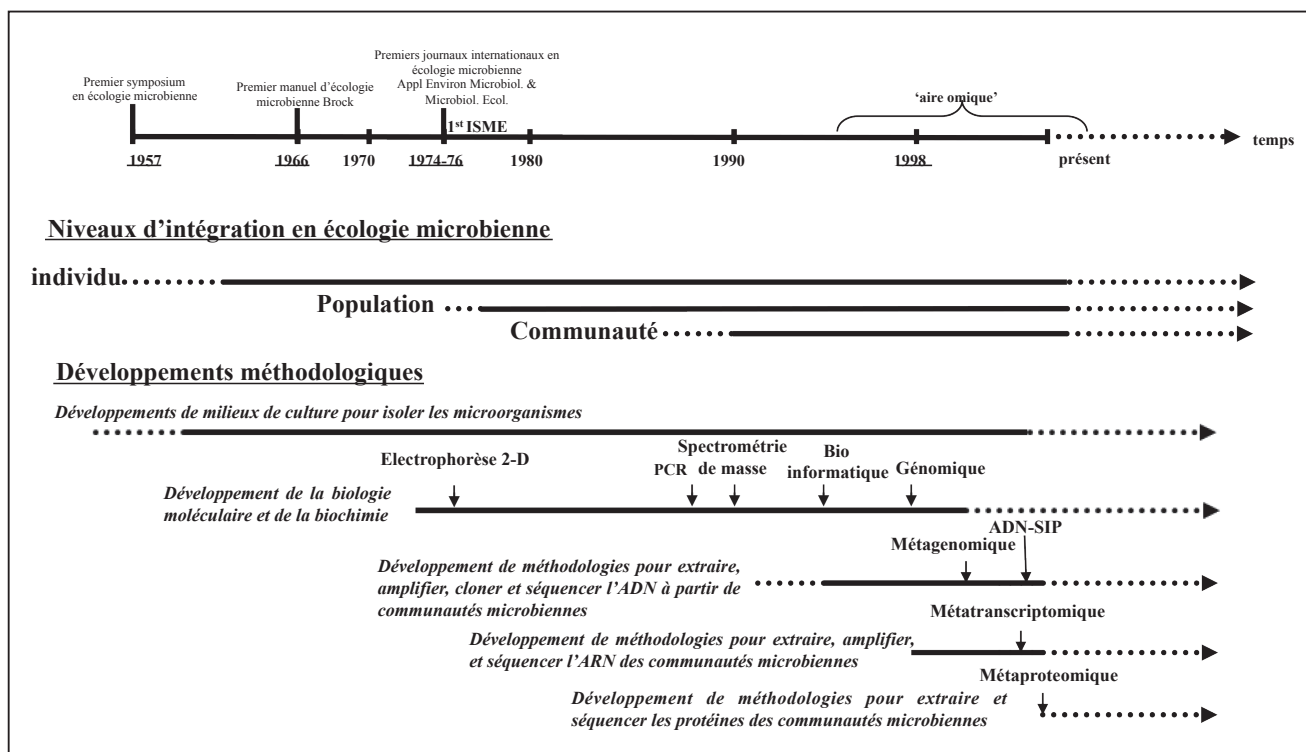 Premier symposium
en écologie microbienne
Premier manuel d'écologie
microbienne Brock
Premiers journaux internationaux en
écologie microbienne
Appl Environ Microbiol. &
Microbiol. Ecol.
1st ISME
'aire omique'
temps
1957
1966
1970
1974-76
1980
1990
1998
présent
Niveaux d'intégration en écologie microbienne
individu
Population
Communauté
Développements méthodologiques
Développements de milieux de culture pour isoler les microorganismes
Electrophorèse 2-D
PCR
Spectrométrie
de masse
Bio
informatique
Génomique
Développement de la biologie
moléculaire et de la biochimie
ADN-SIP
Métagenomique
Développement de méthodologies pour extraire,
amplifier, cloner et séquencer l'ADN à partir de
communautés microbiennes
Métatranscriptomique
Développement de méthodologies pour extraire, amplifier,
et séquencer l'ARN des communautés microbiennes
Métaproteomique
Développement de méthodologies pour extraire et
séquencer les protéines des communautés microbiennes